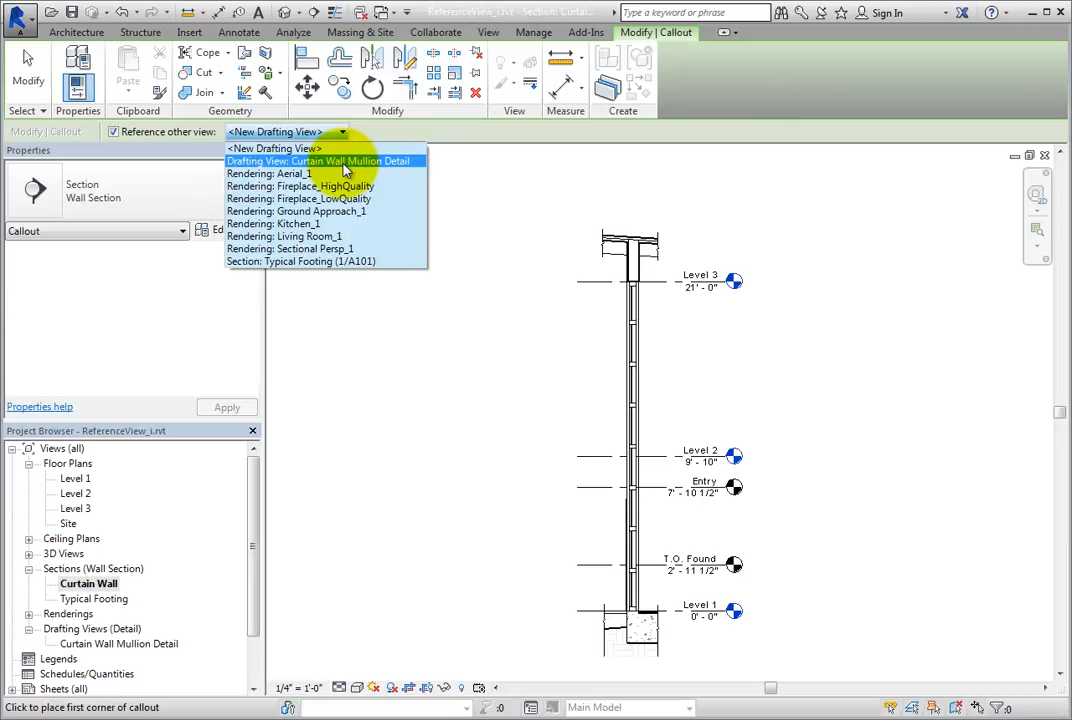 ReferenceView_i.rvt - Section: Curtai...
Type a keyword or phrase
Sign In
Architecture
Structure
Insert
Annotate
Analyze
Massing & Site
Collaborate
View
Manage
Add-Ins
Modify | Callout
Modify
Paste
Cope
Cut
Join
Select
Properties
Clipboard
Geometry
Modify
View
Measure
Create
Modify | Callout
Reference other view:
<New Drafting View>
<New Drafting View>
Drafting View: Curtain Wall Mullion Detail
Rendering: Aerial_1
Rendering: Fireplace_HighQuality
Rendering: Fireplace_LowQuality
Rendering: Ground Approach_1
Rendering: Kitchen_1
Rendering: Living Room_1
Rendering: Sectional Persp_1
Section: Typical Footing (1/A101)
Properties
Section
Wall Section
Callout
Ed
Properties help
Apply
Project Browser - ReferenceView_i.rvt
Views (all)
Floor Plans
Level 1
Level 2
Level 3
Site
Ceiling Plans
3D Views
Sections (Wall Section)
Curtain Wall
Typical Footing
Renderings
Drafting Views (Detail)
Curtain Wall Mullion Detail
Legends
Schedules/Quantities
Sheets (all)
2D
Level 3
21' - 0"
Level 2
9' - 10"
Entry
7' - 10 1/2"
T.O. Found
2' - 11 1/2"
Level 1
0' - 0"
1/4" = 1'-0"
Click to place first corner of callout
:0
Main Model
:0